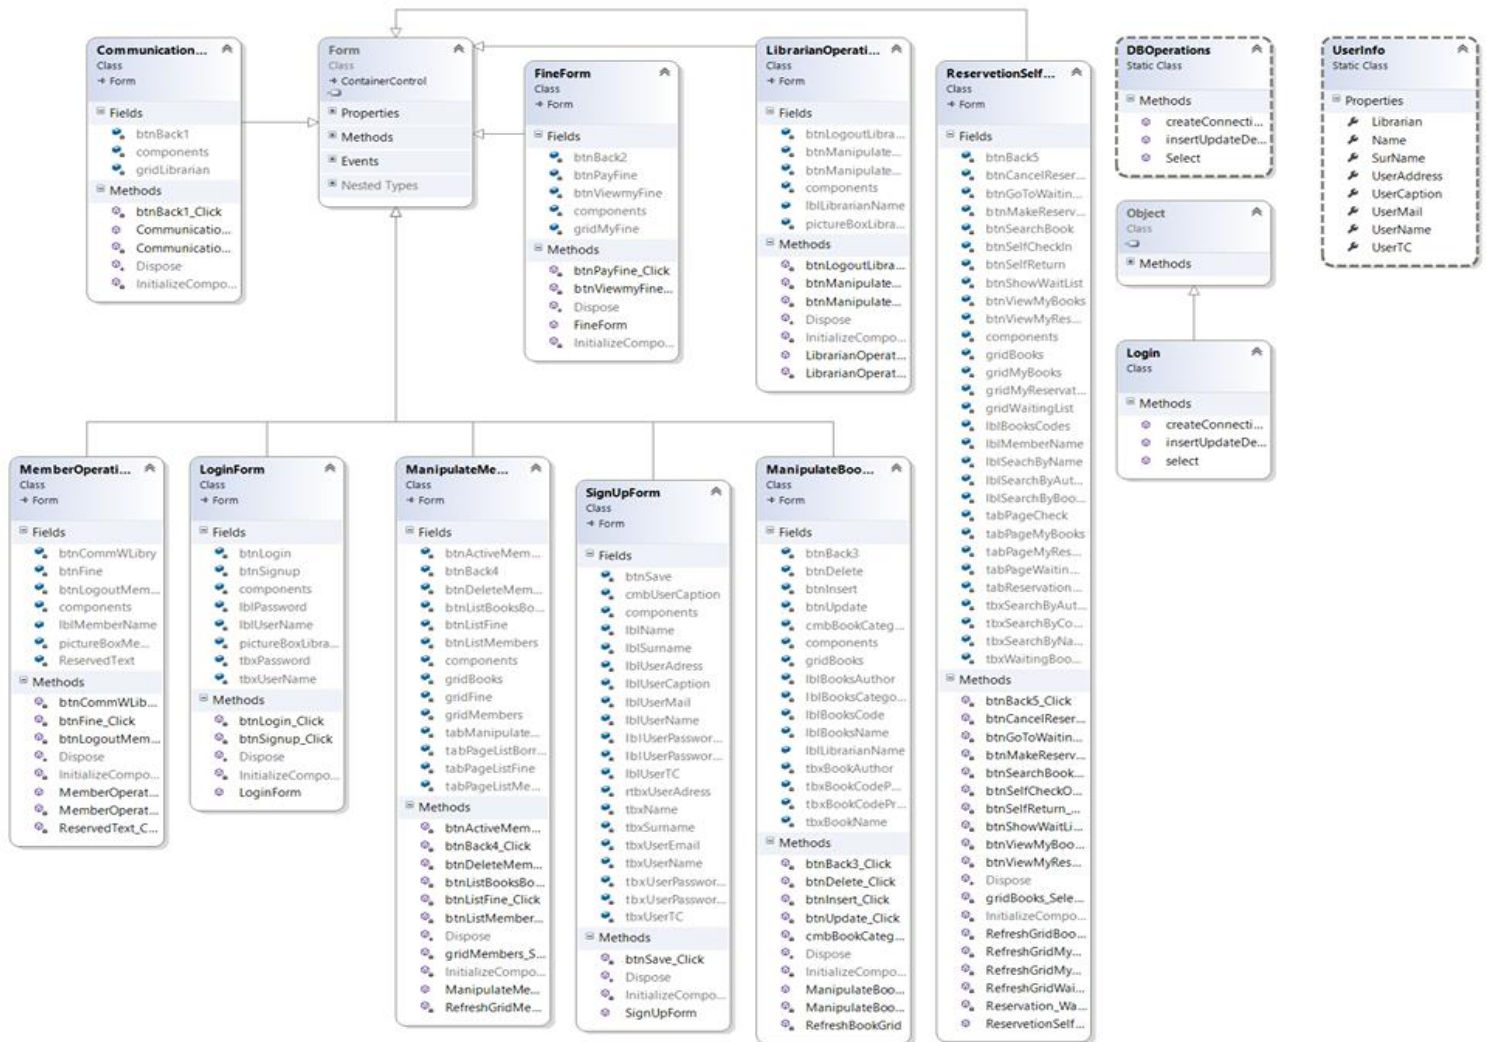 Communication...
Class
Form
Fields
btnBack1
components
gridLibrarian
Methods
btnBack1_Click
Communicatio...
Communicatio...
Dispose
InitializeCompo...
Form
Class
ContainerControl
Properties
Methods
Events
Nested Types
FineForm
Class
Form
Fields
btnBack2
btnPayFine
btnViewmyFine
components
gridMyFine
Methods
btnPayFine_Click
btnViewmyFine...
Dispose
FineForm
InitializeCompo...
LibrarianOperati...
Class
Form
Fields
btnLogoutLibra...
btnManipulate...
btnManipulate...
components
lblLibrarianName
pictureBoxLibra...
Methods
btnLogoutLibra...
btnManipulate...
btnManipulate...
Dispose
InitializeCompo...
LibrarianOperat...
LibrarianOperat...
ReservetionSelf...
Class
Form
Fields
btnBack5
btnCancelReser...
btnGoToWaitin...
btnMakeReserv...
btnSearchBook
btnSelfCheckIn
btnSelfReturn
btnShowWaitList
btnViewMyBooks
btnViewMyRes...
components
gridBooks
gridMyBooks
gridMyReservat...
gridWaitingList
lblBooksCodes
lblMemberName
lblSeachByName
lblSearchByAut...
lblSearchByBoo...
tabPageCheck
tabPageMyBooks
tabPageMyRes...
tabPageWaitin...
tabReservation...
tbxSearchByAut...
tbxSearchByCo...
tbxSearchByNa...
tbxWaitingBoo...
Methods
btnBack5_Click
btnCancelReser...
btnGoToWaitin...
btnMakeReserv...
btnSearchBook...
btnSelfCheckO...
btnSelfReturn_...
btnShowWaitLi...
btnViewMyBoo...
btnViewMyRes...
Dispose
gridBooks_Sele...
InitializeCompo...
RefreshGridBoo...
RefreshGridMy...
RefreshGridMy...
RefreshGridWai...
Reservation_Wa...
ReservetionSelf...
DBOperations
Static Class
Methods
createConnecti...
insertUpdateDe...
Select
Object
Class
Methods
Login
Class
Methods
createConnecti...
insertUpdateDe...
select
UserInfo
Static Class
Properties
Librarian
Name
SurName
UserAddress
UserCaption
UserMail
UserName
UserTC
MemberOperati...
Class
Form
Fields
btnCommWLibry
btnFine
btnLogoutMem...
components
lblMemberName
pictureBoxMe...
ReservedText
Methods
btnCommWLib...
btnFine_Click
btnLogoutMem...
Dispose
InitializeCompo...
MemberOperat...
MemberOperat...
ReservedText_C...
LoginForm
Class
Form
Fields
btnLogin
btnSignup
components
lblPassword
lblUserName
pictureBoxLibra...
tbxPassword
tbxUserName
Methods
btnLogin_Click
btnSignup_Click
Dispose
InitializeCompo...
LoginForm
ManipulateMe...
Class
Form
Fields
btnActiveMem...
btnBack4
btnDeleteMem...
btnListBooksBo...
btnListFine
btnListMembers
components
gridBooks
gridFine
gridMembers
tabManipulate...
tabPageListBorr...
tabPageListFine
tabPageListMe...
Methods
btnActiveMem...
btnBack4_Click
btnDeleteMem...
btnListBooksBo...
btnListFine_Click
btnListMember...
Dispose
gridMembers_S...
InitializeCompo...
ManipulateMe...
RefreshGridMe...
SignUpForm
Class
Form
Fields
btnSave
cmbUserCaption
components
lblName
lblSurname
lblUserAdress
lblUserCaption
lblUserMail
lblUserName
lblUserPasswor...
lblUserPasswor...
lblUserTC
rtbxUserAdress
tbxName
tbxSurname
tbxUserEmail
tbxUserName
tbxUserPasswor...
tbxUserPasswor...
tbxUserTC
Methods
btnSave_Click
Dispose
InitializeCompo...
SignUpForm
ManipulateBoo...
Class
Form
Fields
btnBack3
btnDelete
btnInsert
btnUpdate
cmbBookCateg...
components
gridBooks
lblBooksAuthor
lblBooksCatego...
lblBooksCode
lblBooksName
lblLibrarianName
tbxBookAuthor
tbxBookCodeP...
tbxBookCodePr...
tbxBookName
Methods
btnBack3_Click
btnDelete_Click
btnInsert_Click
btnUpdate_Click
cmbBookCateg...
Dispose
InitializeCompo...
ManipulateBoo...
ManipulateBoo...
RefreshBookGrid